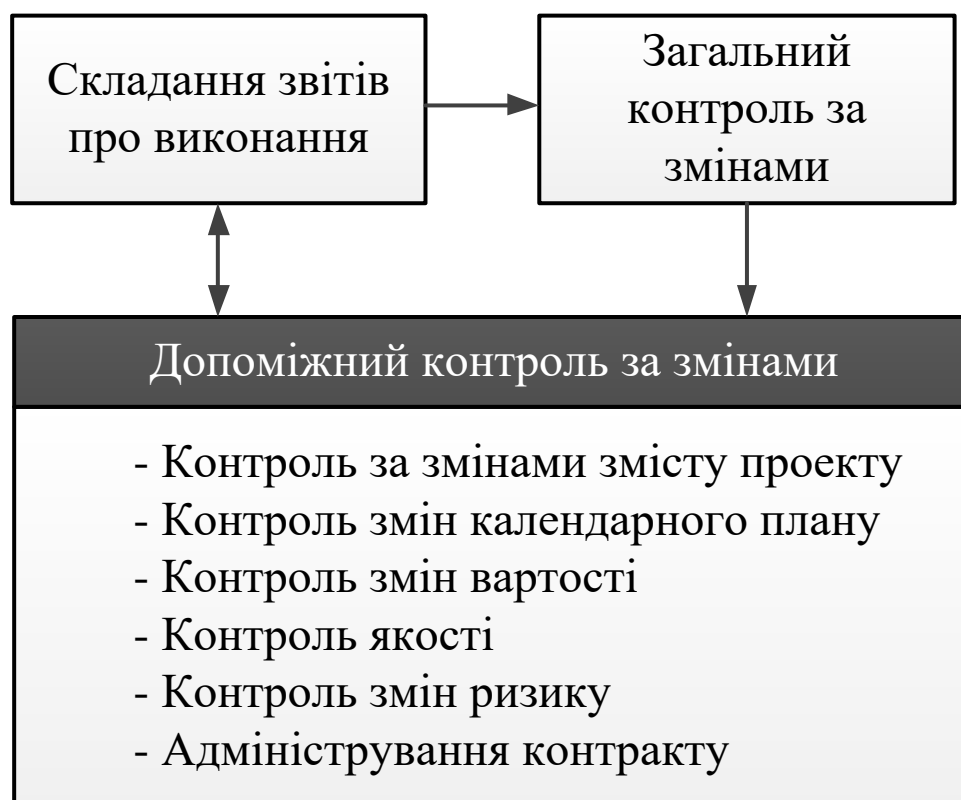 Складання звітів
про виконання
Загальний
контроль за
змінами
Допоміжний контроль за змінами
- Контроль за змінами змісту проекту
- Контроль змін календарного плану
- Контроль змін вартості
- Контроль якості
- Контроль змін ризику
- Адміністрування контракту